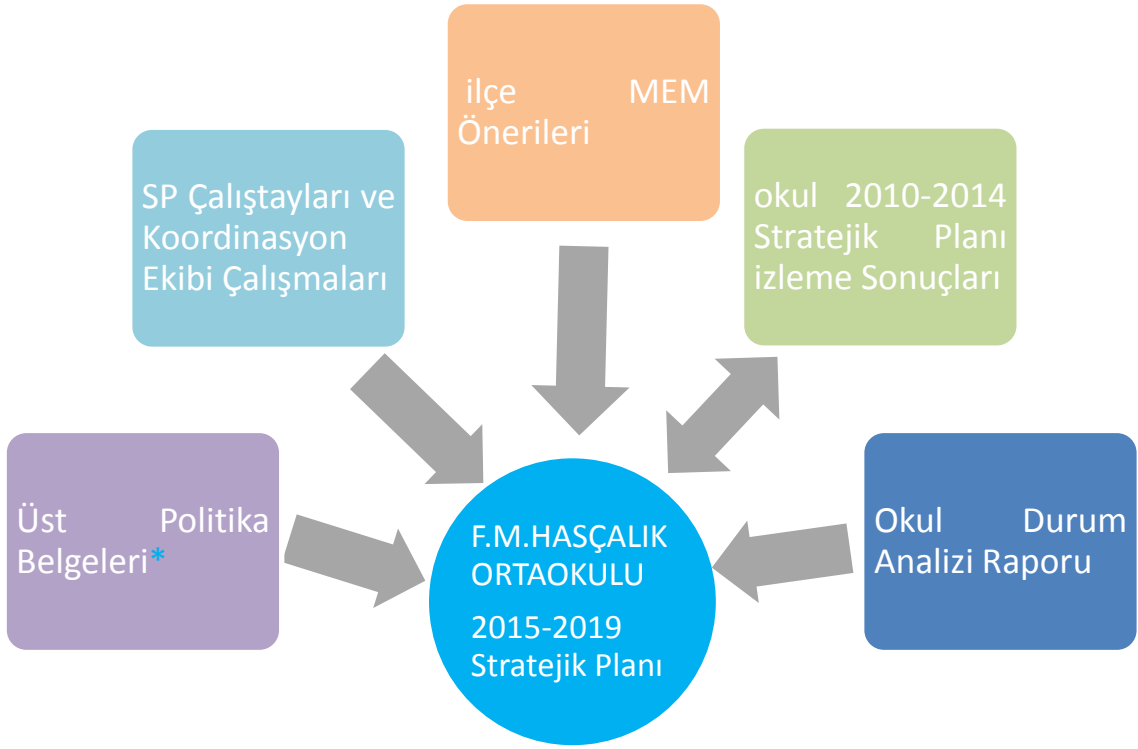 ilçe MEM
Önerileri
SP Çalıştayları ve
Koordinasyon
Ekibi Çalışmaları
okul 2010-2014
Stratejik Planı
izleme Sonuçları
Üst Politika
Belgeleri*
Okul Durum
Analizi Raporu
F.M.HASÇALIK
ORTAOKULU
2015-2019
Stratejik Planı